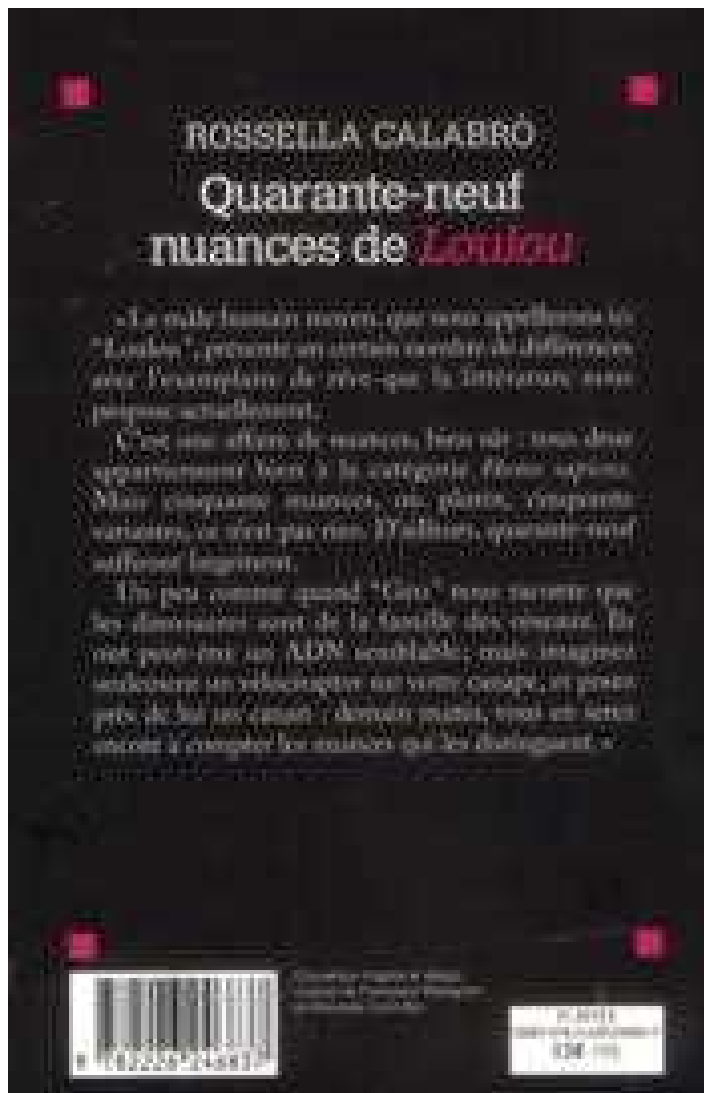 ROSSELLA CALABRÒ
Quarante-neuf
nuances de Loulou
«Le mâle humain moyen, que nous appellerons ici
"Loulou", présente un certain nombre de différences
avec l'exemplaire de rêve que la littérature nous
propose actuellement.
C'est une affaire de nuances, bien sûr : tous deux
appartiennent bien à la catégorie Homo sapiens.
Mais cinquante nuances, ou plutôt, cinquante
variantes, ce n'est pas rien. D'ailleurs, quarante-neuf
suffiront largement.
Un peu comme quand "Geo" nous raconte que
les dinosaures sont de la famille des oiseaux. Ils
ont peut-être un ADN semblable ; mais imaginez
seulement un vélociraptor sur votre canapé, et posez
près de lui un canari : demain matin, vous en serez
encore à compter les nuances qui les distinguent.»
9 782226 246837